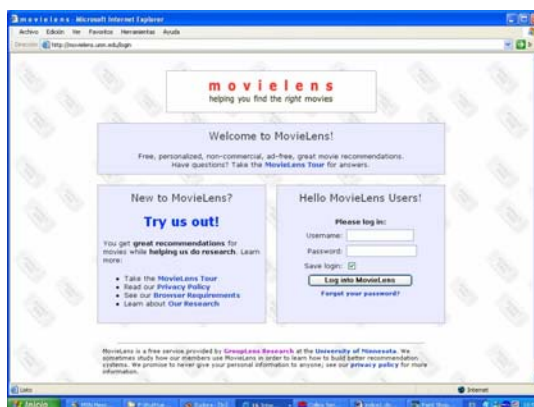 movielens - Microsoft Internet Explorer
Archivo Edición Ver Favoritos Herramientas Ayuda
Dirección http://movielens.umn.edu/login
movielens
helping you find the right movies
Welcome to MovieLens!
Free, personalized, non-commercial, ad-free, great movie recommendations.
Have questions? Take the MovieLens Tour for answers.
New to MovieLens?
Try us out!
You get great recommendations for
movies while helping us do research. Learn
more:
Take the MovieLens Tour
Read our Privacy Policy
See our Browser Requirements
Learn about Our Research
Hello MovieLens Users!
Please log in:
Username:
Password:
Save login:
Log into MovieLens
Forgot your password?
MovieLens is a free service provided by GroupLens Research at the University of Minnesota. We
sometimes study how our members use MovieLens in order to learn how to build better recommendation
systems. We promise to never give your personal information to anyone; see our privacy policy for more
information.
Listo
Internet
Inicio